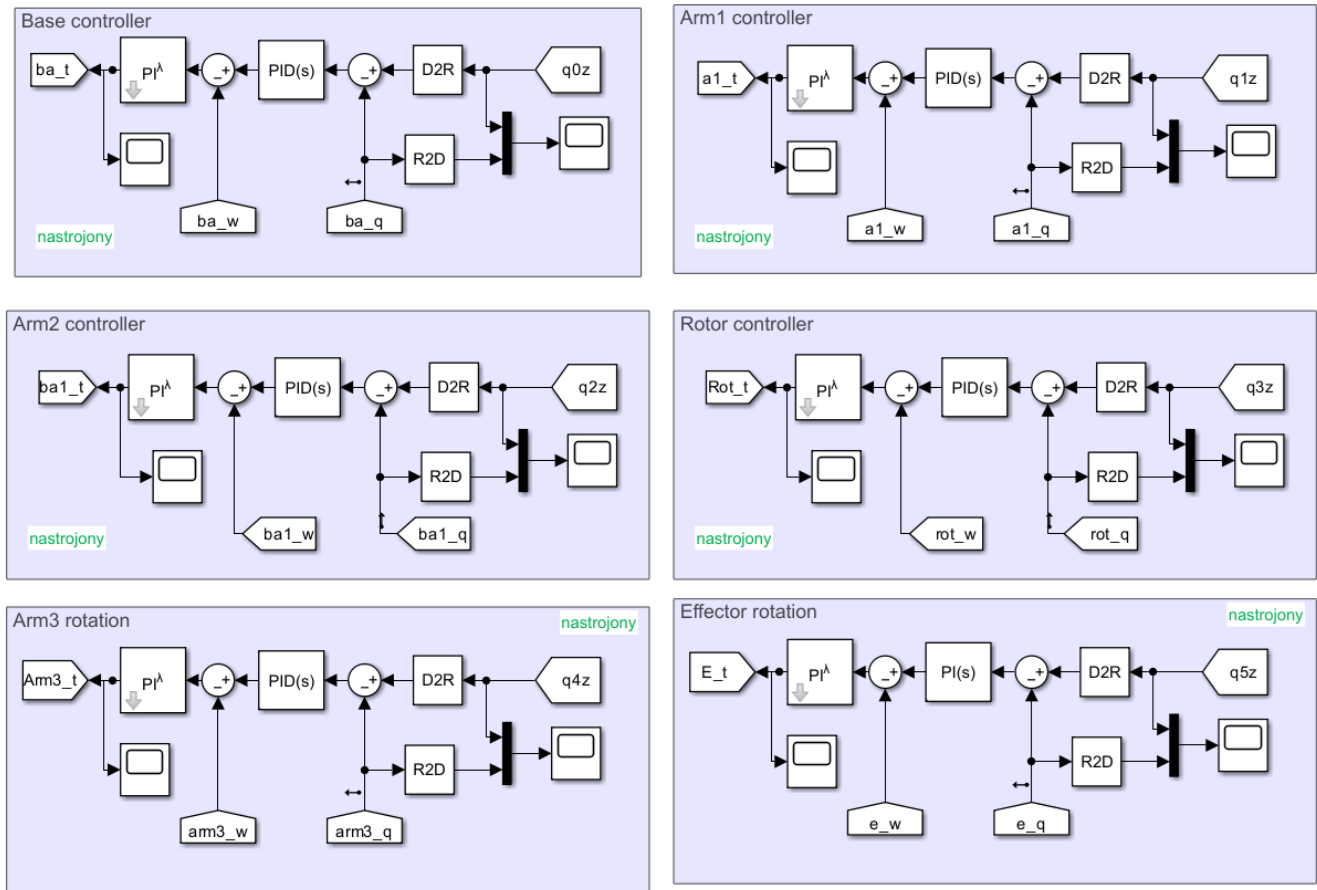 Base controller
ba_t
PI^λ
_+
PID(s)
_+
D2R
q0z
R2D
ba_w
ba_q
nastrojony
Arm1 controller
a1_t
PI^λ
_+
PID(s)
_+
D2R
q1z
R2D
a1_w
a1_q
nastrojony
Arm2 controller
ba1_t
PI^λ
_+
PID(s)
_+
D2R
q2z
R2D
ba1_w
ba1_q
nastrojony
Rotor controller
Rot_t
PI^λ
_+
PID(s)
_+
D2R
q3z
R2D
rot_w
rot_q
nastrojony
Arm3 rotation
nastrojony
Arm3_t
PI^λ
_+
PID(s)
_+
D2R
q4z
R2D
arm3_w
arm3_q
Effector rotation
nastrojony
E_t
PI^λ
_+
PI(s)
_+
D2R
q5z
R2D
e_w
e_q